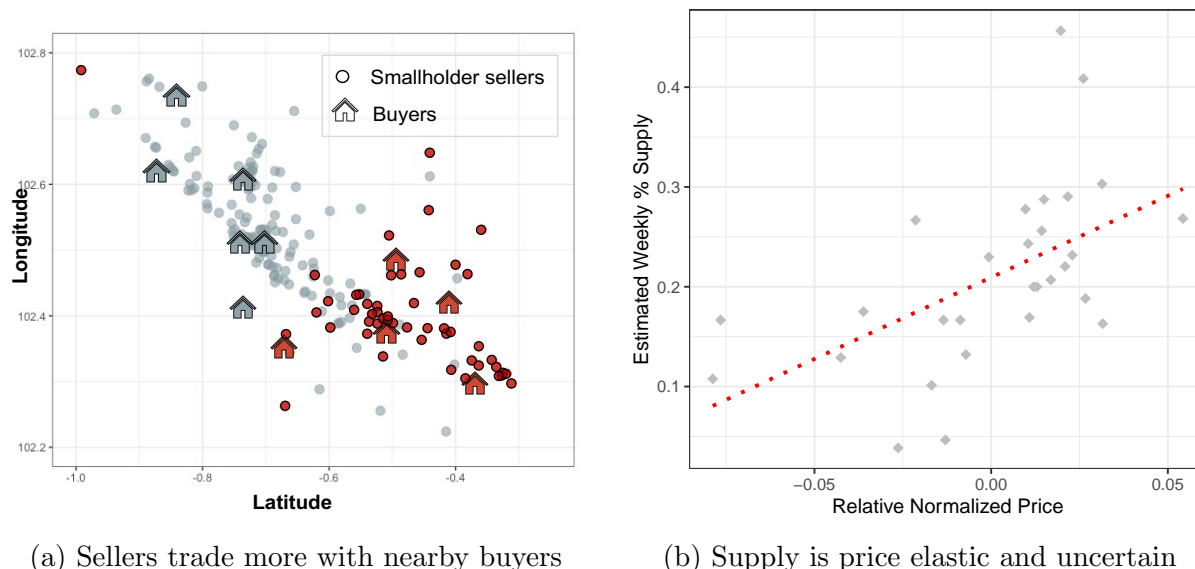 102.8
102.6
102.4
102.2
Longitude
-1.0
-0.8
-0.6
-0.4
Latitude
Smallholder sellers
Buyers
(a) Sellers trade more with nearby buyers
0.4
0.3
0.2
0.1
Estimated Weekly % Supply
−0.05
0.00
0.05
Relative Normalized Price
(b) Supply is price elastic and uncertain